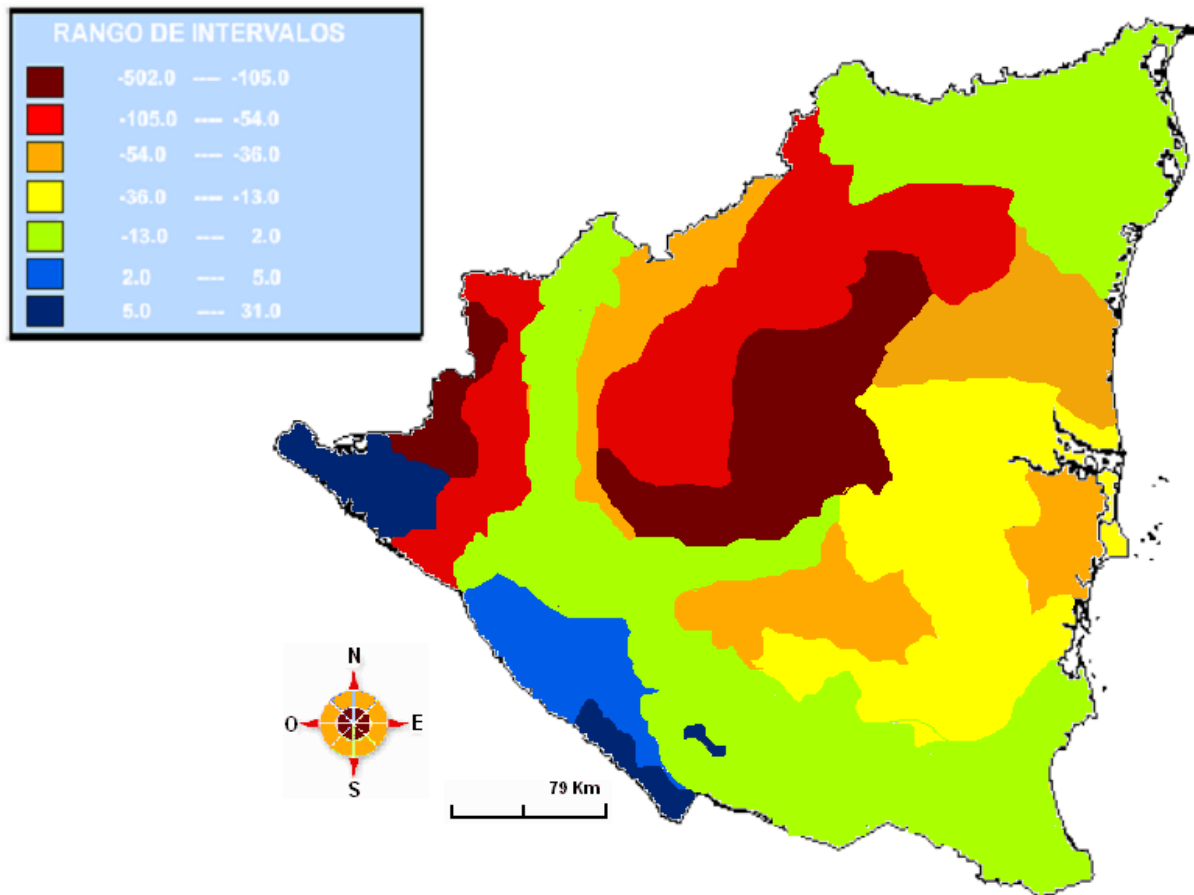 RANGO DE INTERVALOS
-502.0 ---- -105.0
-105.0 ---- -54.0
-54.0 ---- -36.0
-36.0 ---- -13.0
-13.0 ---- 2.0
2.0 ---- 5.0
5.0 ---- 31.0
N
O E
S
79 Km